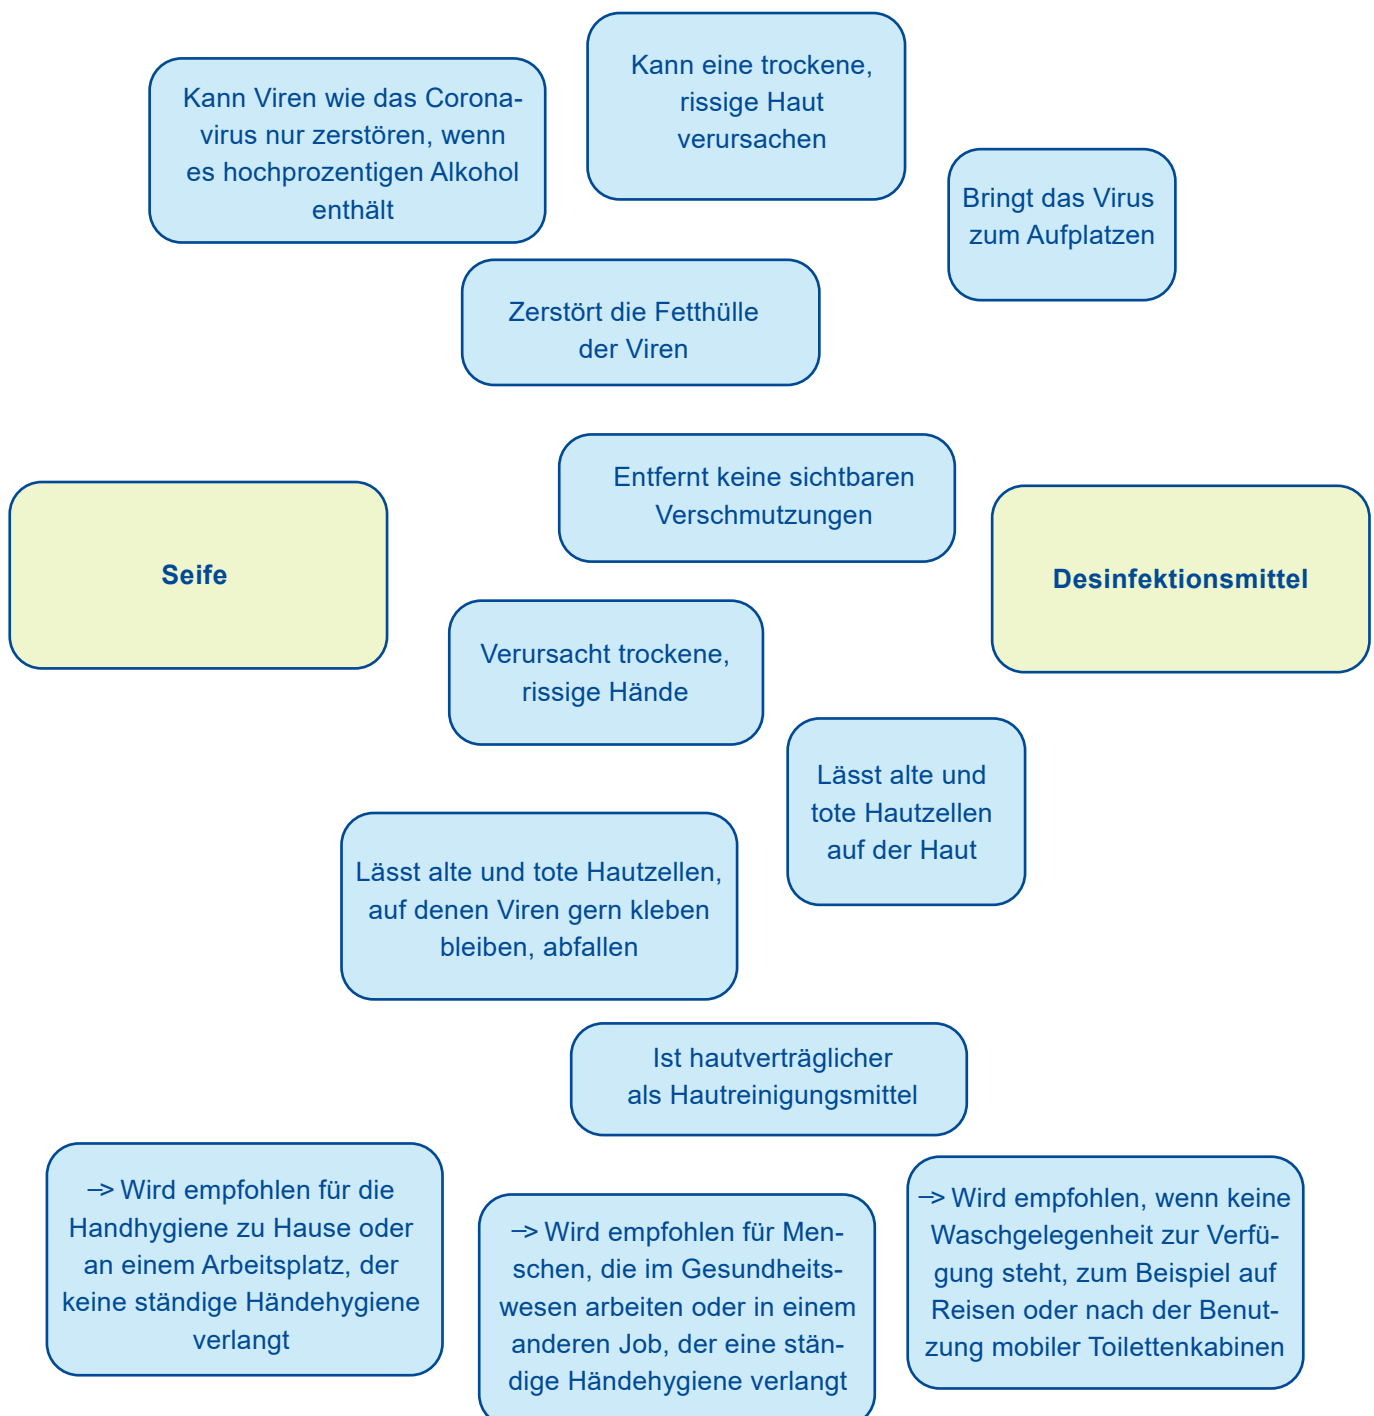 Kann eine trockene,
rissige Haut
verursachen
Kann Viren wie das Corona-
virus nur zerstören, wenn
es hochprozentigen Alkohol
enthält
Bringt das Virus
zum Aufplatzen
Zerstört die Fetthülle
der Viren
Entfernt keine sichtbaren
Verschmutzungen
Seife
Desinfektionsmittel
Verursacht trockene,
rissige Hände
Lässt alte und
tote Hautzellen
auf der Haut
Lässt alte und tote Hautzellen,
auf denen Viren gern kleben
bleiben, abfallen
Ist hautverträglicher
als Hautreinigungsmittel
–> Wird empfohlen für die
Handhygiene zu Hause oder
an einem Arbeitsplatz, der
keine ständige Händehygiene
verlangt
–> Wird empfohlen für Men-
schen, die im Gesundheits-
wesen arbeiten oder in einem
anderen Job, der eine stän-
dige Händehygiene verlangt
–> Wird empfohlen, wenn keine
Waschgelegenheit zur Verfü-
gung steht, zum Beispiel auf
Reisen oder nach der Benut-
zung mobiler Toilettenkabinen